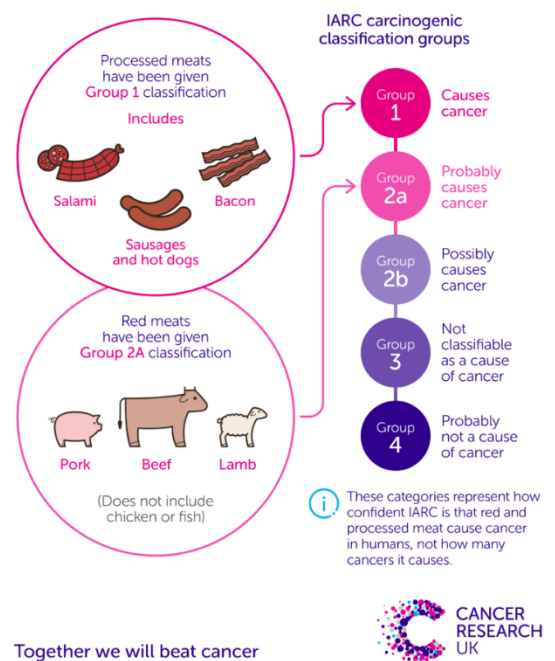 Processed meats
have been given
Group 1 classification
Includes
Salami
Bacon
Sausages
and hot dogs
Red meats
have been given
Group 2A classification
Pork
Beef
Lamb
(Does not include
chicken or fish)
IARC carcinogenic
classification groups
Group
1
Causes
cancer
Group
2a
Probably
causes
cancer
Group
2b
Possibly
causes
cancer
Group
3
Not
classifiable
as a cause
of cancer
Group
4
Probably
not a cause
of cancer
i
These categories represent how
confident IARC is that red and
processed meat cause cancer
in humans, not how many
cancers it causes.
Together we will beat cancer
CANCER
RESEARCH
UK